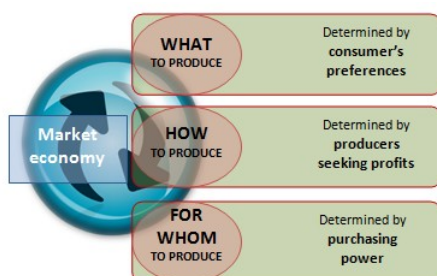 Market
economy
WHAT
TO PRODUCE
Determined by
consumer's
preferences
HOW
TO PRODUCE
Determined by
producers
seeking profits
FOR
WHOM
TO PRODUCE
Determined by
purchasing
power